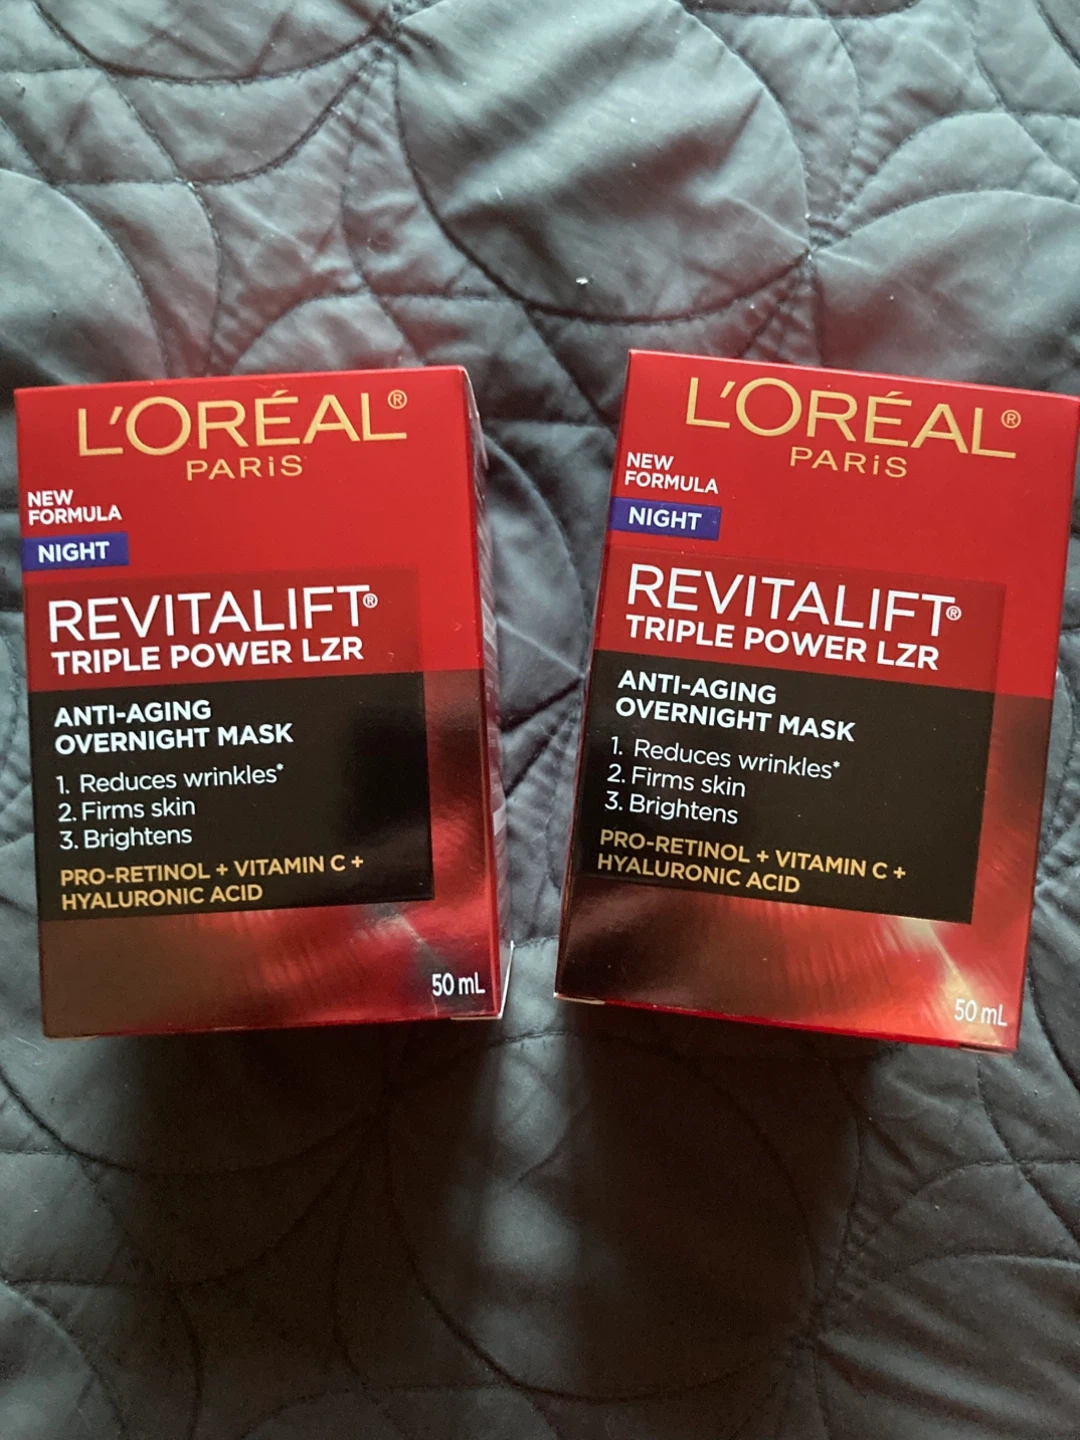 L'ORÉAL®
PARiS
NEW
FORMULA
NIGHT
REVITALIFT®
TRIPLE POWER LZR
ANTI-AGING
OVERNIGHT MASK
1. Reduces wrinkles*
2. Firms skin
3. Brightens
PRO-RETINOL + VITAMIN C +
HYALURONIC ACID
50 mL
L'ORÉAL®
PARiS
NEW
FORMULA
NIGHT
REVITALIFT®
TRIPLE POWER LZR
ANTI-AGING
OVERNIGHT MASK
1. Reduces wrinkles*
2. Firms skin
3. Brightens
PRO-RETINOL + VITAMIN C +
HYALURONIC ACID
50 mL